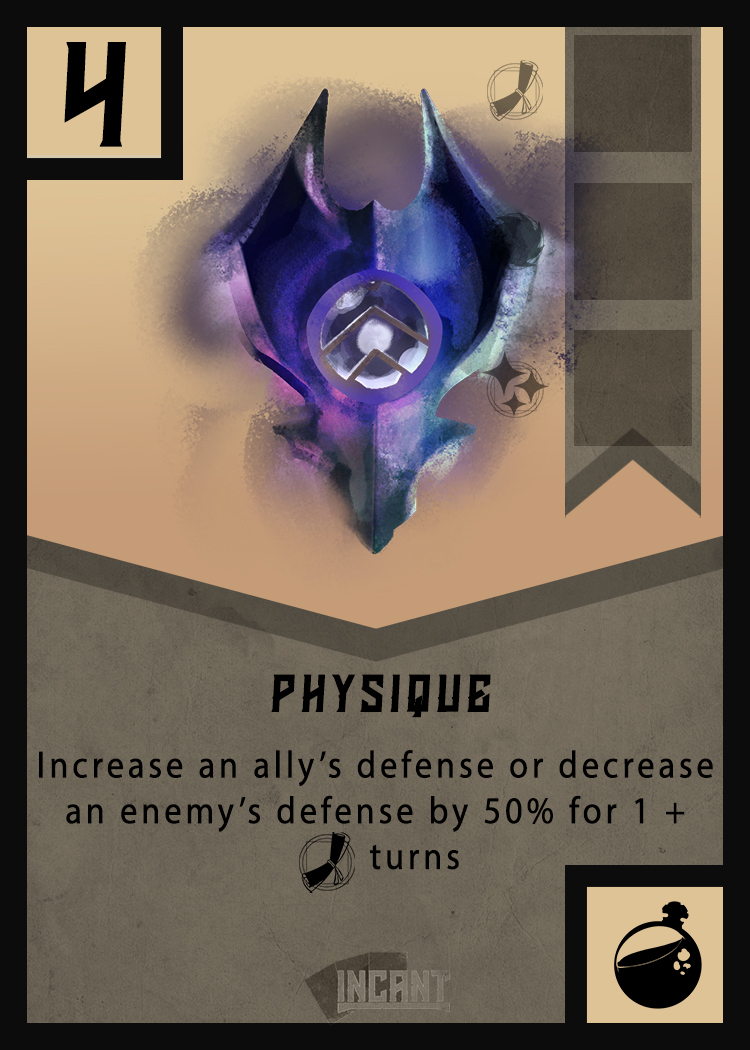 4
PHYSIQUE
Increase an ally's defense or decrease
an enemy's defense by 50% for 1 +
turns
INCANT